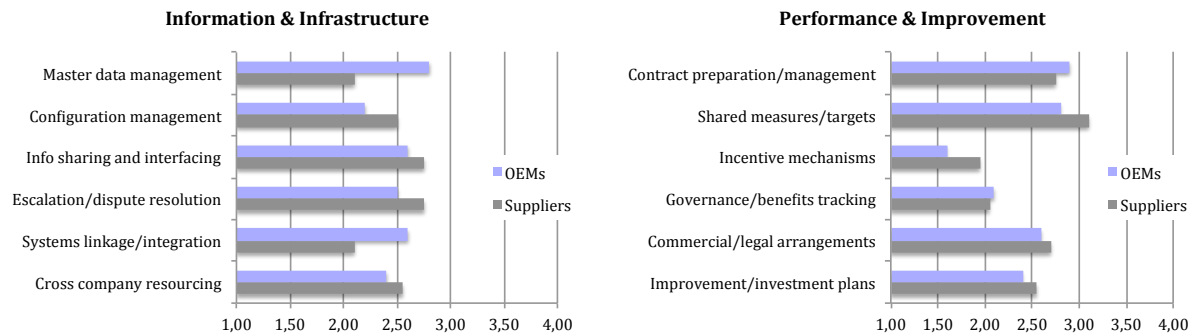 Information & Infrastructure
Master data management
Configuration management
Info sharing and interfacing
Escalation/dispute resolution
Systems linkage/integration
Cross company resourcing
OEMs
Suppliers
1,00 1,50 2,00 2,50 3,00 3,50 4,00
Performance & Improvement
Contract preparation/management
Shared measures/targets
Incentive mechanisms
Governance/benefits tracking
Commercial/legal arrangements
Improvement/investment plans
OEMs
Suppliers
1,00 1,50 2,00 2,50 3,00 3,50 4,00